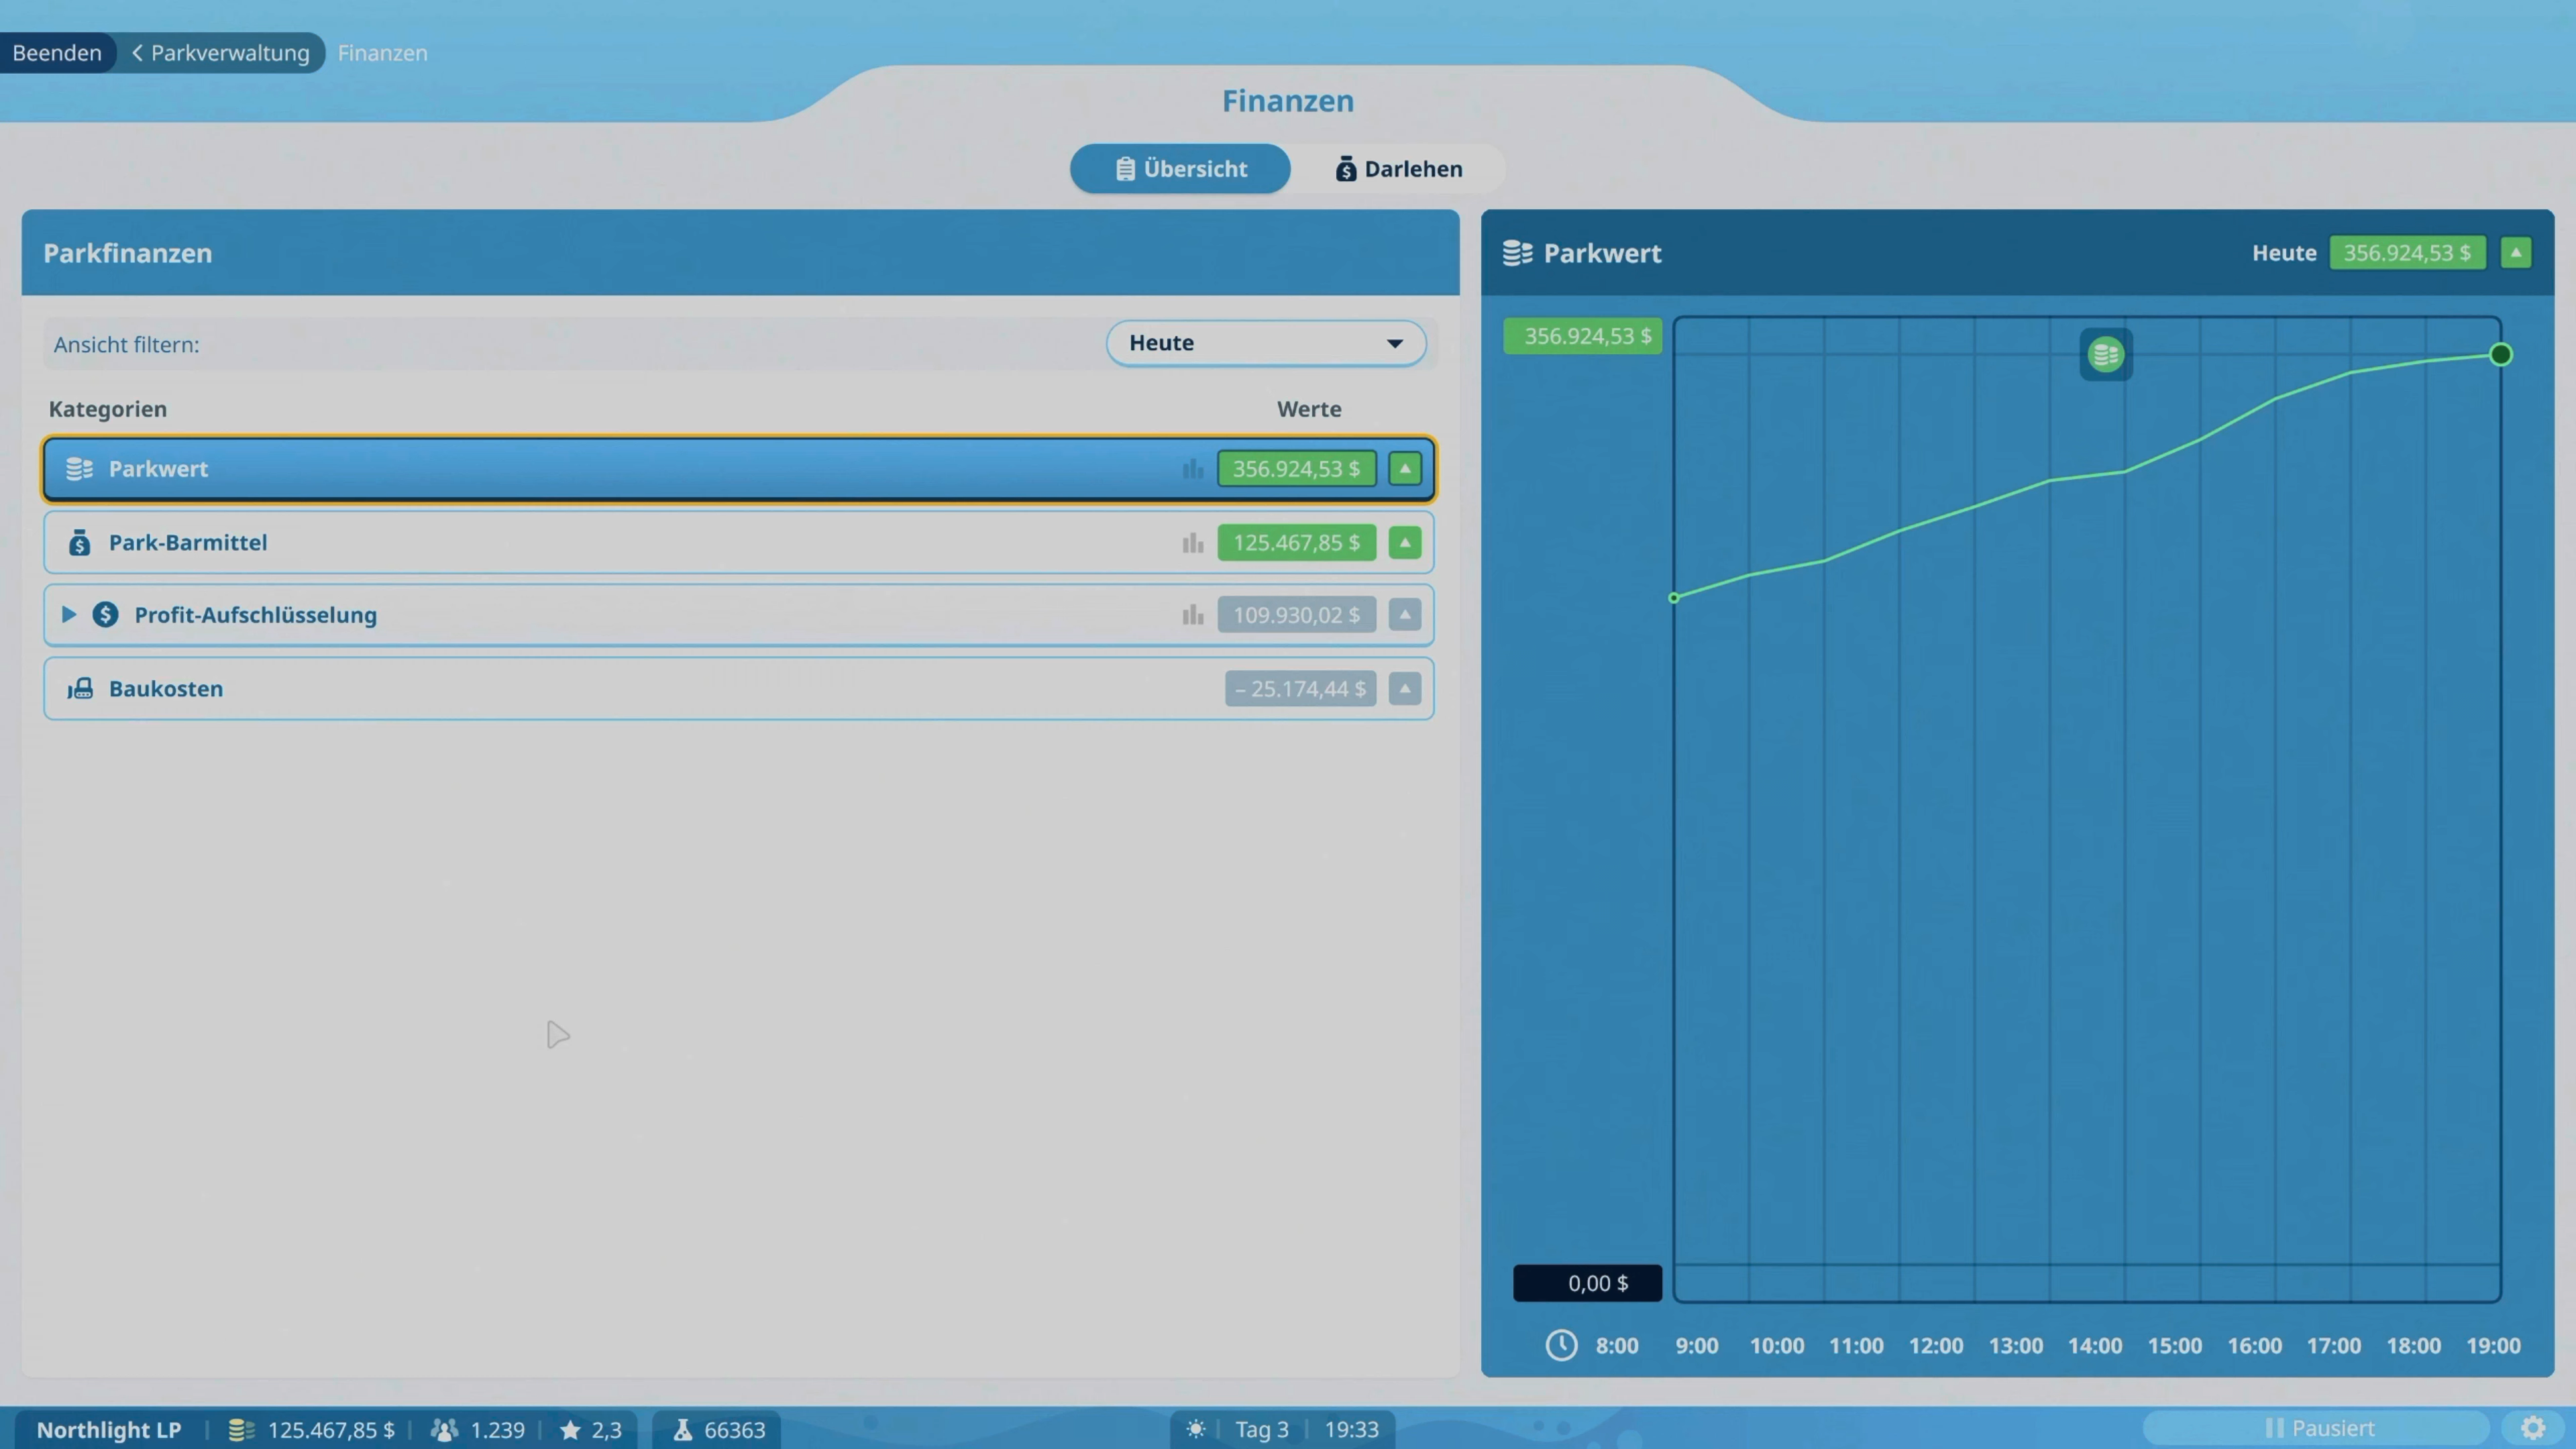 Beenden
Parkverwaltung
Finanzen
Finanzen
Übersicht
Darlehen
Parkfinanzen
Ansicht filtern:
Heute
Kategorien
Werte
Parkwert
356.924,53 $
Park-Barmittel
125.467,85 $
Profit-Aufschlüsselung
109.930,02 $
Baukosten
– 25.174,44 $
Parkwert
Heute
356.924,53 $
356.924,53 $
0,00 $
8:00 9:00 10:00 11:00 12:00 13:00 14:00 15:00 16:00 17:00 18:00 19:00
Northlight LP
125.467,85 $
1.239
2,3
66363
Tag 3
19:33
Pausiert